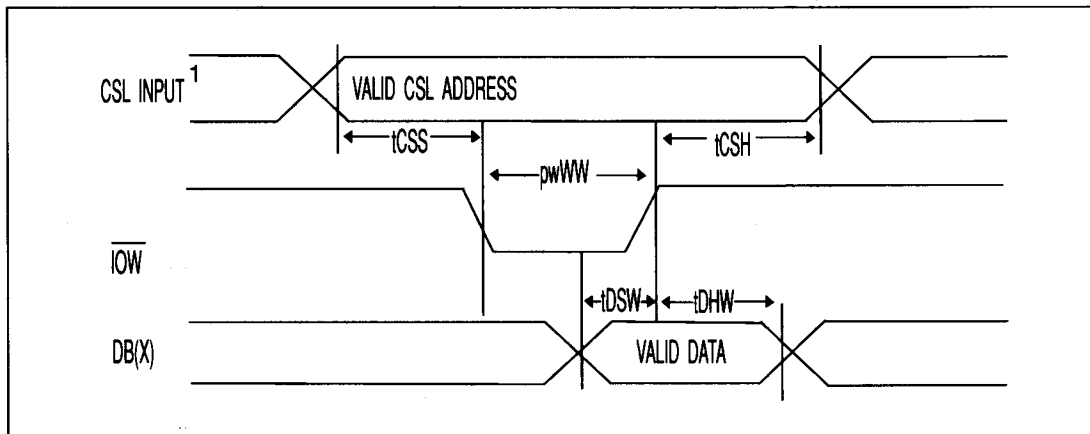 CSL INPUT 1
VALID CSL ADDRESS
tCSS
tCSH
pwWW
IOW
tDSW
tDHW
DB(X)
VALID DATA